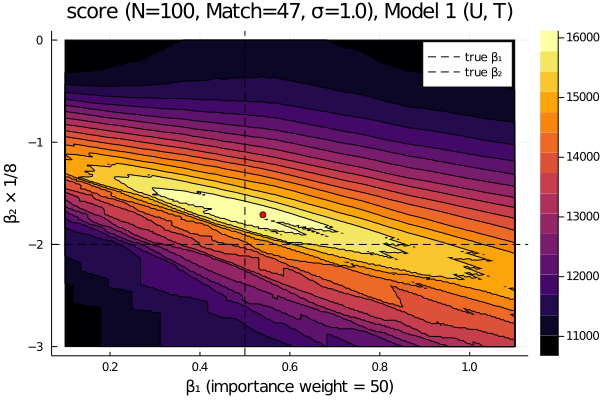 score (N=100, Match=47, σ=1.0), Model 1 (U, T)
true β₁
true β₂
0
−1
−2
−3
β₂ × 1/8
0.2 0.4 0.6 0.8 1.0
β₁ (importance weight = 50)
16000
15000
14000
13000
12000
11000